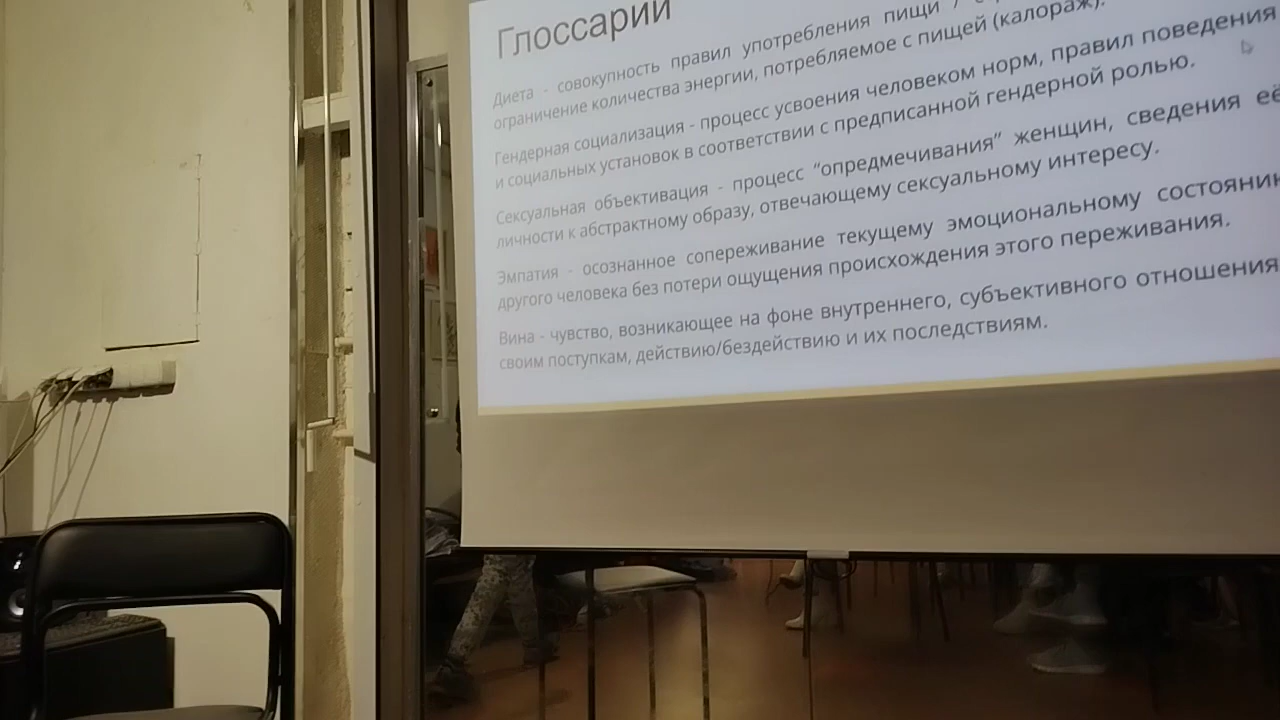 Глоссарий
Диета - совокупность правил употребления пищи /
ограничение количества энергии, потребляемое с пищей (калораж).
Гендерная социализация - процесс усвоения человеком норм, правил поведения
и социальных установок в соответствии с предписанной гендерной ролью.
Сексуальная объективация - процесс “опредмечивания” женщин, сведения её
личности к абстрактному образу, отвечающему сексуальному интересу.
Эмпатия - осознанное сопереживание текущему эмоциональному
другого человека без потери ощущения происхождения этого переживания.
Вина - чувство, возникающее на фоне внутреннего, субъективного отношения
своим поступкам, действию/бездействию и их последствиям.